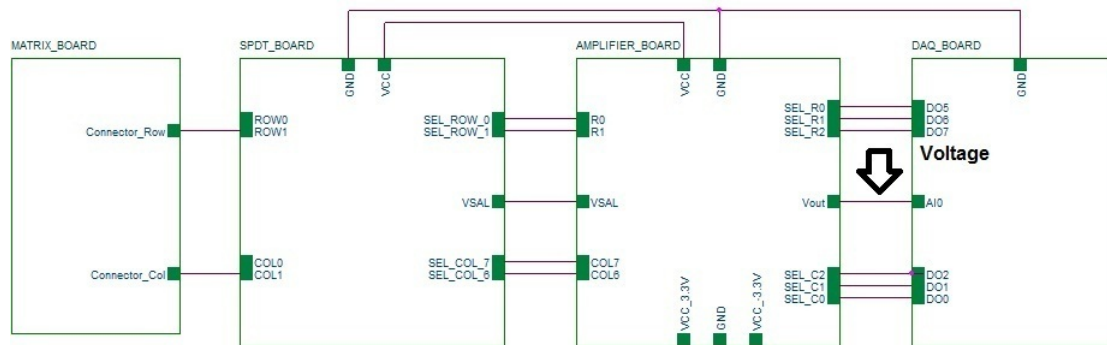 MATRIX_BOARD
Connector_Row
Connector_Col
SPDT_BOARD
GND
VCC
ROW0
ROW1
SEL_ROW_0
SEL_ROW_1
VSAL
COL0
COL1
SEL_COL_7
SEL_COL_6
AMPLIFIER_BOARD
VCC
GND
R0
R1
VSAL
COL7
COL6
SEL_R0
SEL_R1
SEL_R2
Vout
SEL_C2
SEL_C1
SEL_C0
VCC_3.3V
GND
VCC_-3.3V
DAQ_BOARD
GND
DO5
DO6
DO7
Voltage
AI0
DO2
DO1
DO0